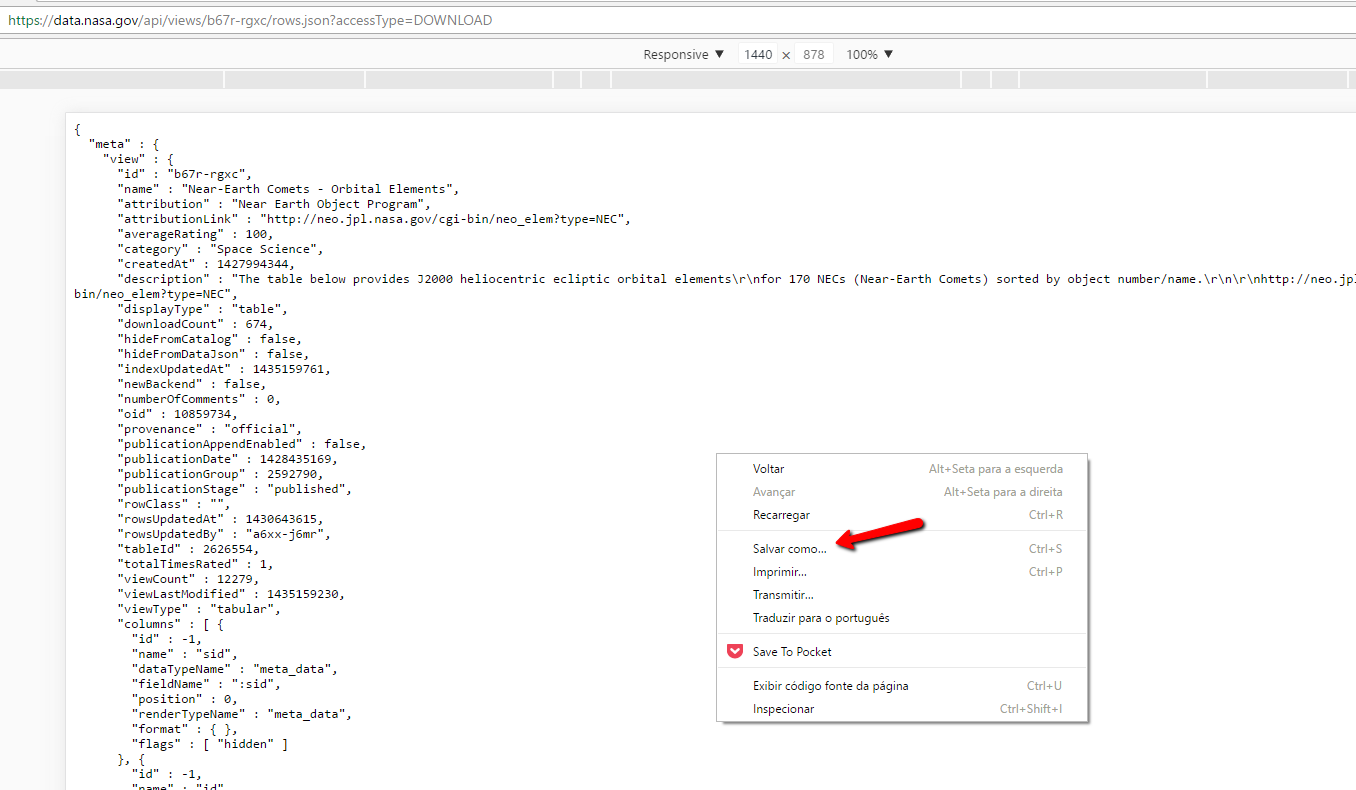 https://data.nasa.gov/api/views/b67r-rgxc/rows.json?accessType=DOWNLOAD
Responsive ▼ 1440 × 878 100% ▼
{
"meta" : {
"view" : {
"id" : "b67r-rgxc",
"name" : "Near-Earth Comets - Orbital Elements",
"attribution" : "Near Earth Object Program",
"attributionLink" : "http://neo.jpl.nasa.gov/cgi-bin/neo_elem?type=NEC",
"averageRating" : 100,
"category" : "Space Science",
"createdAt" : 1427994344,
"description" : "The table below provides J2000 heliocentric ecliptic orbital elements\r\nfor 170 NECs (Near-Earth Comets) sorted by object number/name.\r\n\r\nhttp://neo.jpl
bin/neo_elem?type=NEC",
"displayType" : "table",
"downloadCount" : 674,
"hideFromCatalog" : false,
"hideFromDataJson" : false,
"indexUpdatedAt" : 1435159761,
"newBackend" : false,
"numberOfComments" : 0,
"oid" : 10859734,
"provenance" : "official",
"publicationAppendEnabled" : false,
"publicationDate" : 1428435169,
"publicationGroup" : 2592790,
"publicationStage" : "published",
"rowClass" : "",
"rowsUpdatedAt" : 1430643615,
"rowsUpdatedBy" : "a6xx-j6mr",
"tableId" : 2626554,
"totalTimesRated" : 1,
"viewCount" : 12279,
"viewLastModified" : 1435159230,
"viewType" : "tabular",
"columns" : [ {
"id" : -1,
"name" : "sid",
"dataTypeName" : "meta_data",
"fieldName" : ":sid",
"position" : 0,
"renderTypeName" : "meta_data",
"format" : { },
"flags" : [ "hidden" ]
}, {
"id" : -1,
"name" : "id"
Voltar Alt+Seta para a esquerda
Avançar Alt+Seta para a direita
Recarregar Ctrl+R
Salvar como... Ctrl+S
Imprimir... Ctrl+P
Transmitir...
Traduzir para o português
Save To Pocket
Exibir código fonte da página Ctrl+U
Inspecionar Ctrl+Shift+I